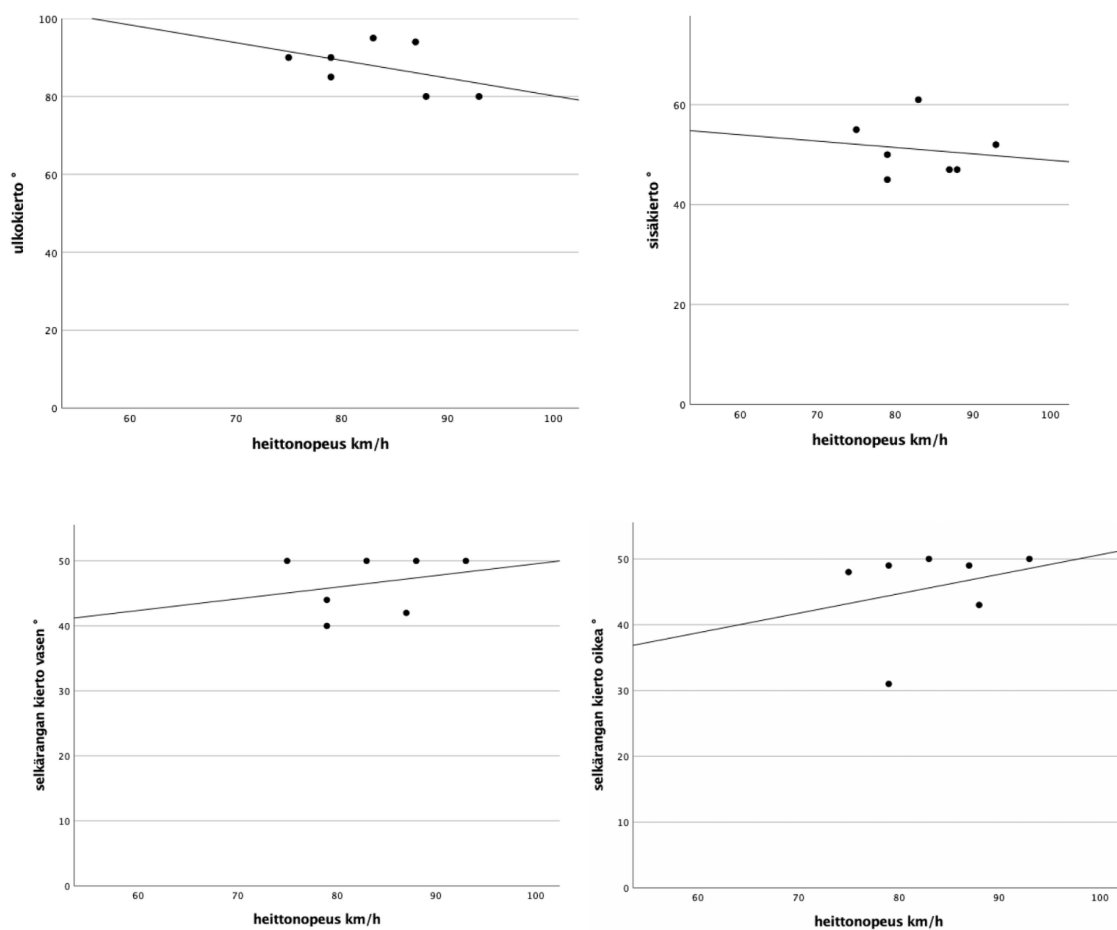 100
80
60
40
20
0
ulkokierto °
60 70 80 90 100
heittonopeus km/h
60
40
20
0
sisäkierto °
60 70 80 90 100
heittonopeus km/h
50
40
30
20
10
0
selkärangan kierto vasen °
60 70 80 90 100
heittonopeus km/h
50
40
30
20
10
0
selkärangan kierto oikea °
60 70 80 90 100
heittonopeus km/h